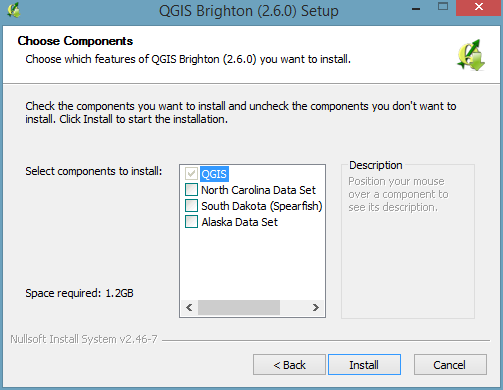 QGIS Brighton (2.6.0) Setup
Choose Components
Choose which features of QGIS Brighton (2.6.0) you want to install.
Check the components you want to install and uncheck the components you don't want to
install. Click Install to start the installation.
Select components to install:
QGIS
North Carolina Data Set
South Dakota (Spearfish)
Alaska Data Set
Description
Position your mouse
over a component to
see its description.
Space required: 1.2GB
Nullsoft Install System v2.46-7
< Back
Install
Cancel